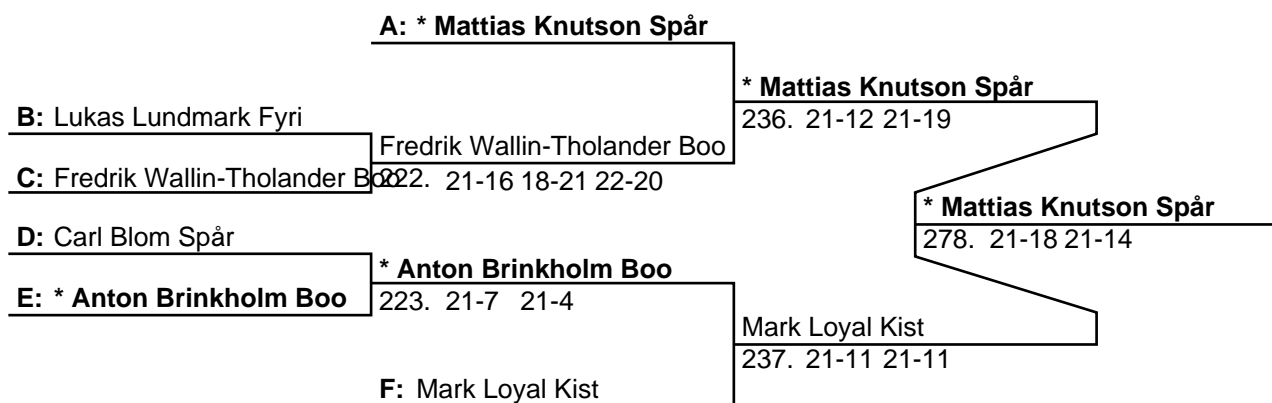 A: * Mattias Knutson Spår
* Mattias Knutson Spår
B: Lukas Lundmark Fyri
236. 21-12 21-19
Fredrik Wallin-Tholander Boo
C: Fredrik Wallin-Tholander Boo
222. 21-16 18-21 22-20
* Mattias Knutson Spår
D: Carl Blom Spår
278. 21-18 21-14
* Anton Brinkholm Boo
E: * Anton Brinkholm Boo
223. 21-7 21-4
Mark Loyal Kist
237. 21-11 21-11
F: Mark Loyal Kist